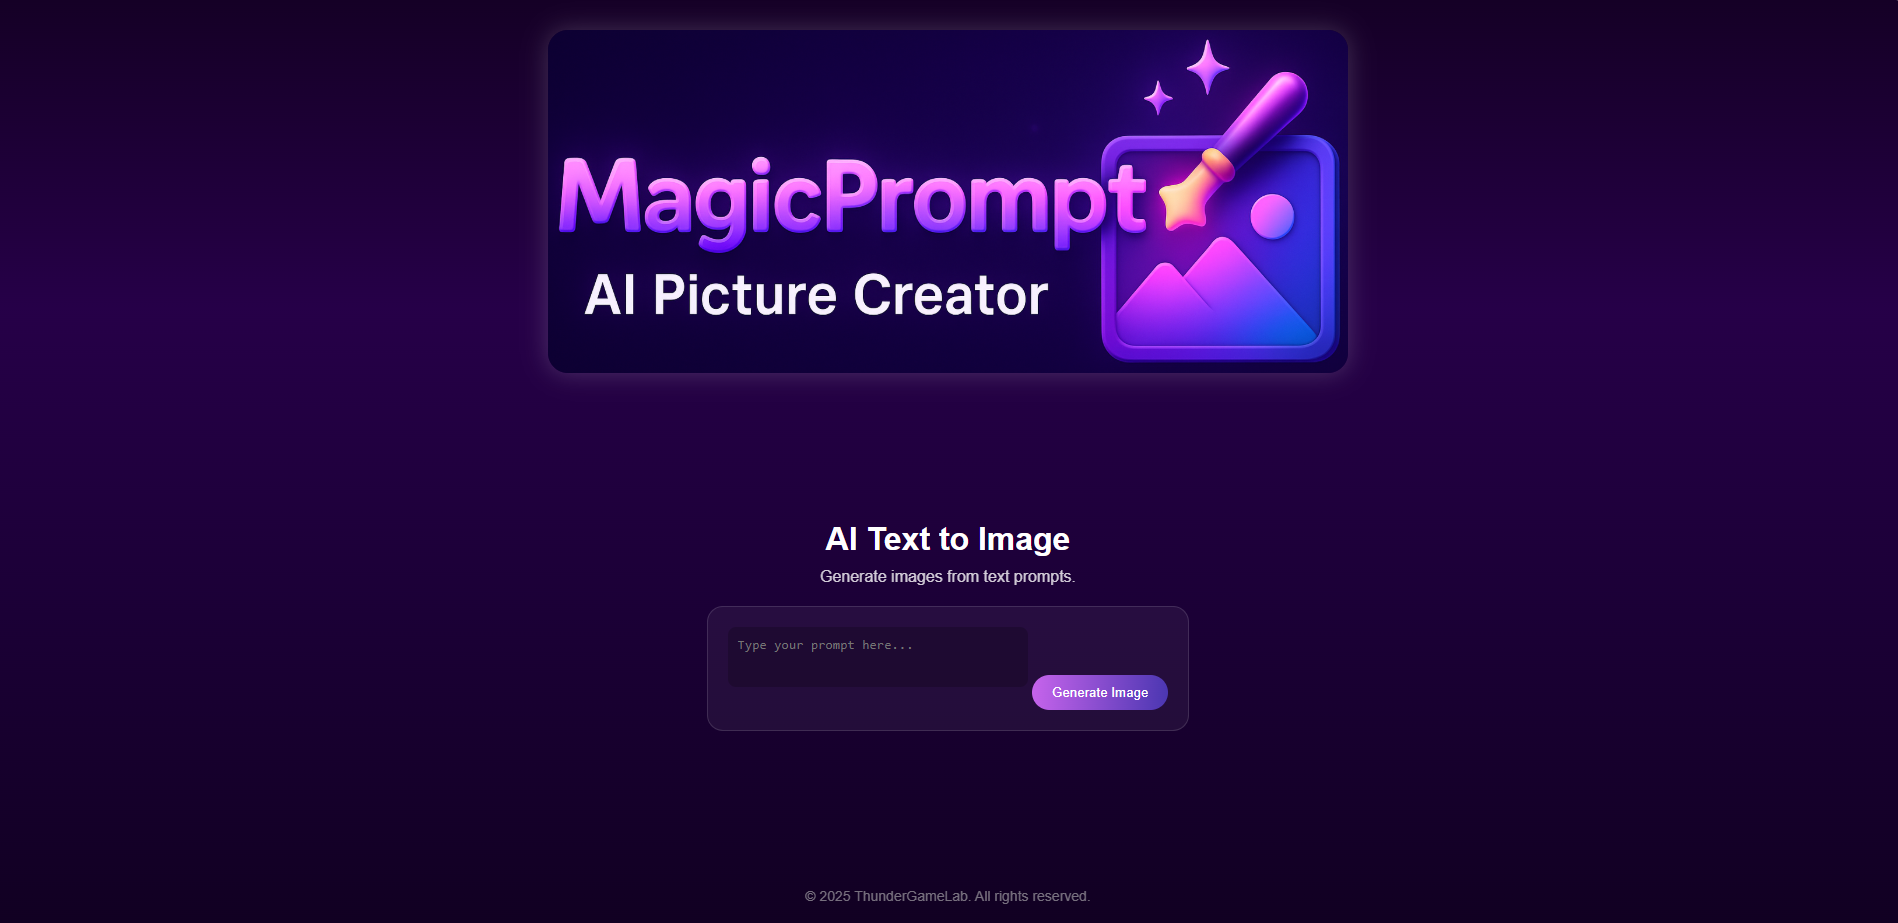 MagicPrompt
AI Picture Creator
AI Text to Image
Generate images from text prompts.
Type your prompt here...
Generate Image
© 2025 ThunderGameLab. All rights reserved.